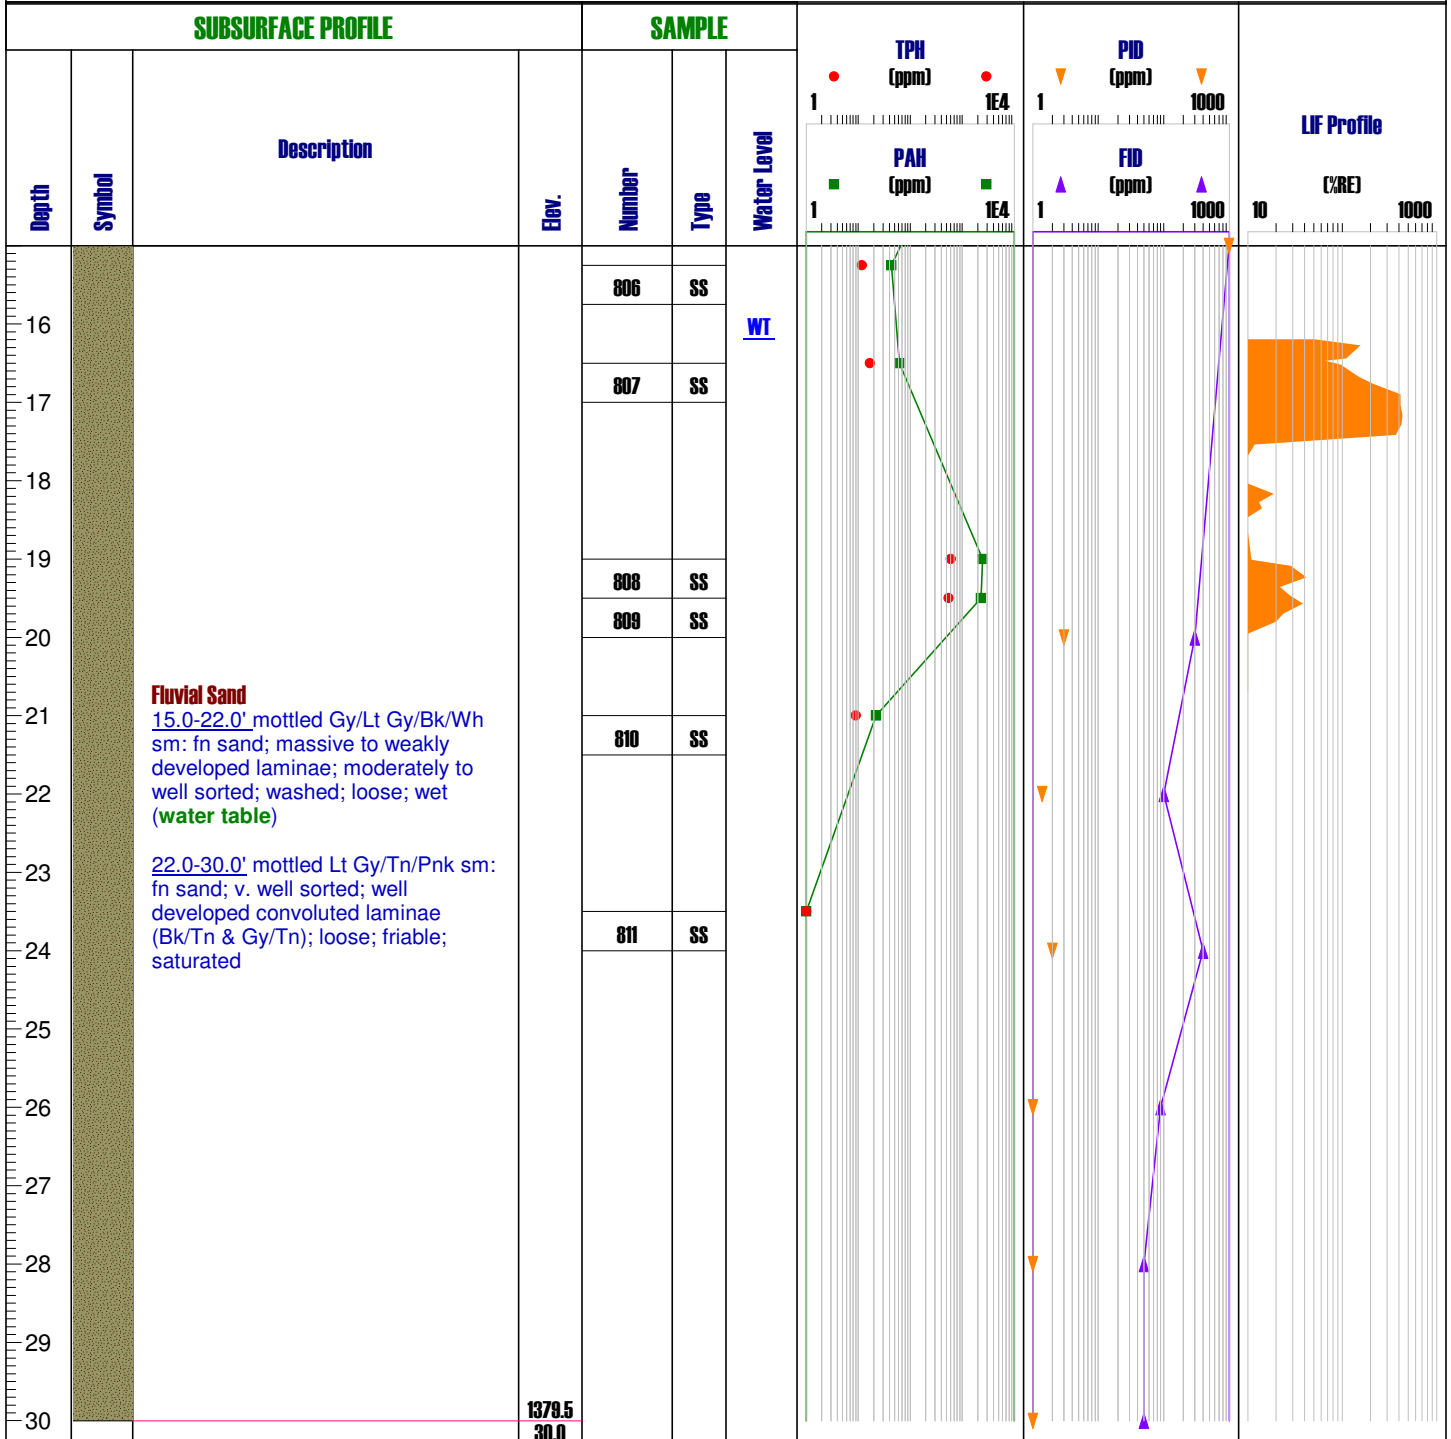 SUBSURFACE PROFILE
SAMPLE
Depth
Symbol
Description
Elev.
Number
Type
Water Level
TPH
(ppm)
1 1E4
PAH
(ppm)
1 1E4
PID
(ppm)
1 1000
FID
(ppm)
1 1000
LIF Profile
(%RE)
10 1000
806 SS
16
WT
807 SS
17
18
19
808 SS
809 SS
20
Fluvial Sand
15.0-22.0' mottled Gy/Lt Gy/Bk/Wh
sm: fn sand; massive to weakly
developed laminae; moderately to
well sorted; washed; loose; wet
(water table)
21
810 SS
22
22.0-30.0' mottled Lt Gy/Tn/Pnk sm:
fn sand; v. well sorted; well
developed convoluted laminae
(Bk/Tn & Gy/Tn); loose; friable;
saturated
23
811 SS
24
25
26
27
28
29
30
1379.5
30.0